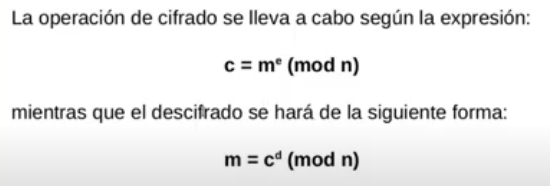 La operación de cifrado se lleva a cabo según la expresión:
c = mᵉ (mod n)
mientras que el descifrado se hará de la siguiente forma:
m = cᵈ (mod n)